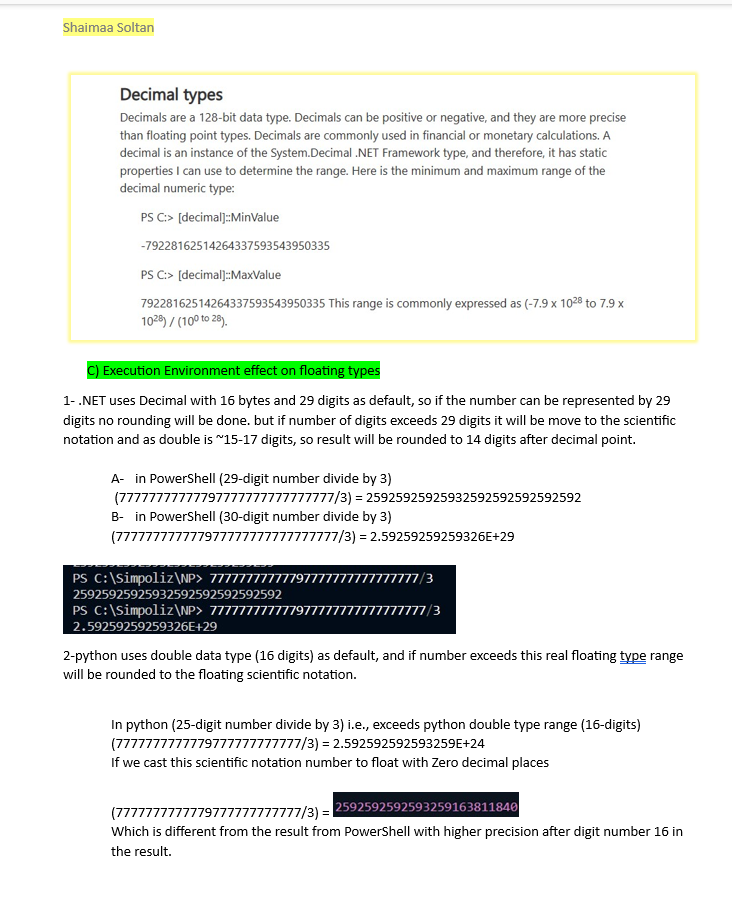 Shaimaa Soltan
Decimal types
Decimals are a 128-bit data type. Decimals can be positive or negative, and they are more precise
than floating point types. Decimals are commonly used in financial or monetary calculations. A
decimal is an instance of the System.Decimal .NET Framework type, and therefore, it has static
properties I can use to determine the range. Here is the minimum and maximum range of the
decimal numeric type:
PS C:> [decimal]::MinValue
-79228162514264337593543950335
PS C:> [decimal]::MaxValue
79228162514264337593543950335 This range is commonly expressed as (-7.9 x 10²⁸ to 7.9 x
10²⁸) / (10⁰ ᵗᵒ ²⁸).
C) Execution Environment effect on floating types
1- .NET uses Decimal with 16 bytes and 29 digits as default, so if the number can be represented by 29
digits no rounding will be done. but if number of digits exceeds 29 digits it will be move to the scientific
notation and as double is ~15-17 digits, so result will be rounded to 14 digits after decimal point.
A- in PowerShell (29-digit number divide by 3)
(77777777777797777777777777777/3) = 25925925925932592592592592592
B- in PowerShell (30-digit number divide by 3)
(777777777777977777777777777777/3) = 2.59259259259326E+29
PS C:\Simpoliz\NP> 77777777777797777777777777777/3
25925925925932592592592592592
PS C:\Simpoliz\NP> 777777777777977777777777777777/3
2.59259259259326E+29
2-python uses double data type (16 digits) as default, and if number exceeds this real floating type range
will be rounded to the floating scientific notation.
In python (25-digit number divide by 3) i.e., exceeds python double type range (16-digits)
(7777777777779777777777777/3) = 2.592592592593259E+24
If we cast this scientific notation number to float with Zero decimal places
(7777777777779777777777777/3) = 2592592592593259163811840
Which is different from the result from PowerShell with higher precision after digit number 16 in
the result.